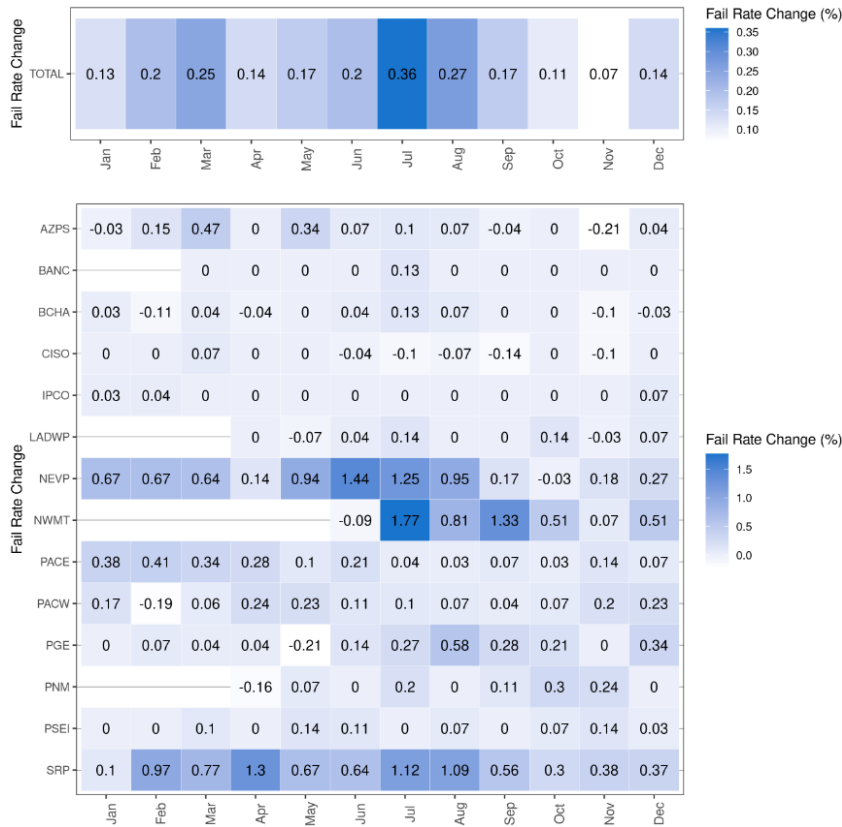 Fail Rate Change (%)
Fail Rate Change
TOTAL 0.13 0.2 0.25 0.14 0.17 0.2 0.36 0.27 0.17 0.11 0.07 0.14
0.35
0.30
0.25
0.20
0.15
0.10
Jan Feb Mar Apr May Jun Jul Aug Sep Oct Nov Dec
Fail Rate Change
AZPS -0.03 0.15 0.47 0 0.34 0.07 0.1 0.07 -0.04 0 -0.21 0.04
BANC 0 0 0 0 0.13 0 0 0 0 0
BCHA 0.03 -0.11 0.04 -0.04 0 0.04 0.13 0.07 0 0 -0.1 -0.03
CISO 0 0 0.07 0 0 -0.04 -0.1 -0.07 -0.14 0 -0.1 0
IPCO 0.03 0.04 0 0 0 0 0 0 0 0 0 0.07
LADWP 0 -0.07 0.04 0.14 0 0 0.14 -0.03 0.07
NEVP 0.67 0.67 0.64 0.14 0.94 1.44 1.25 0.95 0.17 -0.03 0.18 0.27
NWMT -0.09 1.77 0.81 1.33 0.51 0.07 0.51
PACE 0.38 0.41 0.34 0.28 0.1 0.21 0.04 0.03 0.07 0.03 0.14 0.07
PACW 0.17 -0.19 0.06 0.24 0.23 0.11 0.1 0.07 0.04 0.07 0.2 0.23
PGE 0 0.07 0.04 0.04 -0.21 0.14 0.27 0.58 0.28 0.21 0 0.34
PNM -0.16 0.07 0 0.2 0 0.11 0.3 0.24 0
PSEI 0 0 0.1 0 0.14 0.11 0 0.07 0 0.07 0.14 0.03
SRP 0.1 0.97 0.77 1.3 0.67 0.64 1.12 1.09 0.56 0.3 0.38 0.37
Jan Feb Mar Apr May Jun Jul Aug Sep Oct Nov Dec
Fail Rate Change (%)
1.5
1.0
0.5
0.0